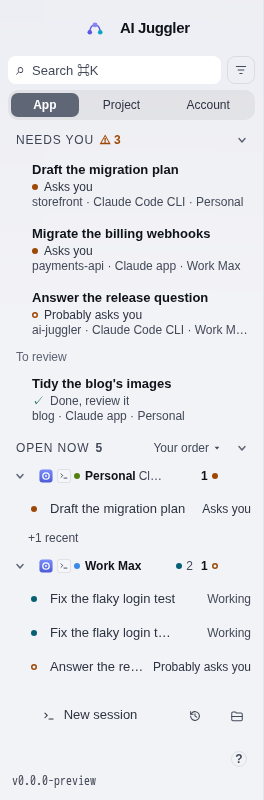 AI Juggler
Search ⌘K
App Project Account
NEEDS YOU 3
Draft the migration plan
Asks you
storefront · Claude Code CLI · Personal
Migrate the billing webhooks
Asks you
payments-api · Claude app · Work Max
Answer the release question
Probably asks you
ai-juggler · Claude Code CLI · Work M…
To review
Tidy the blog's images
✓ Done, review it
blog · Claude app · Personal
OPEN NOW 5 Your order
Personal Cl… 1
Draft the migration plan Asks you
+1 recent
Work Max 2 1
Fix the flaky login test Working
Fix the flaky login t… Working
Answer the re… Probably asks you
New session
?
v0.0.0-preview